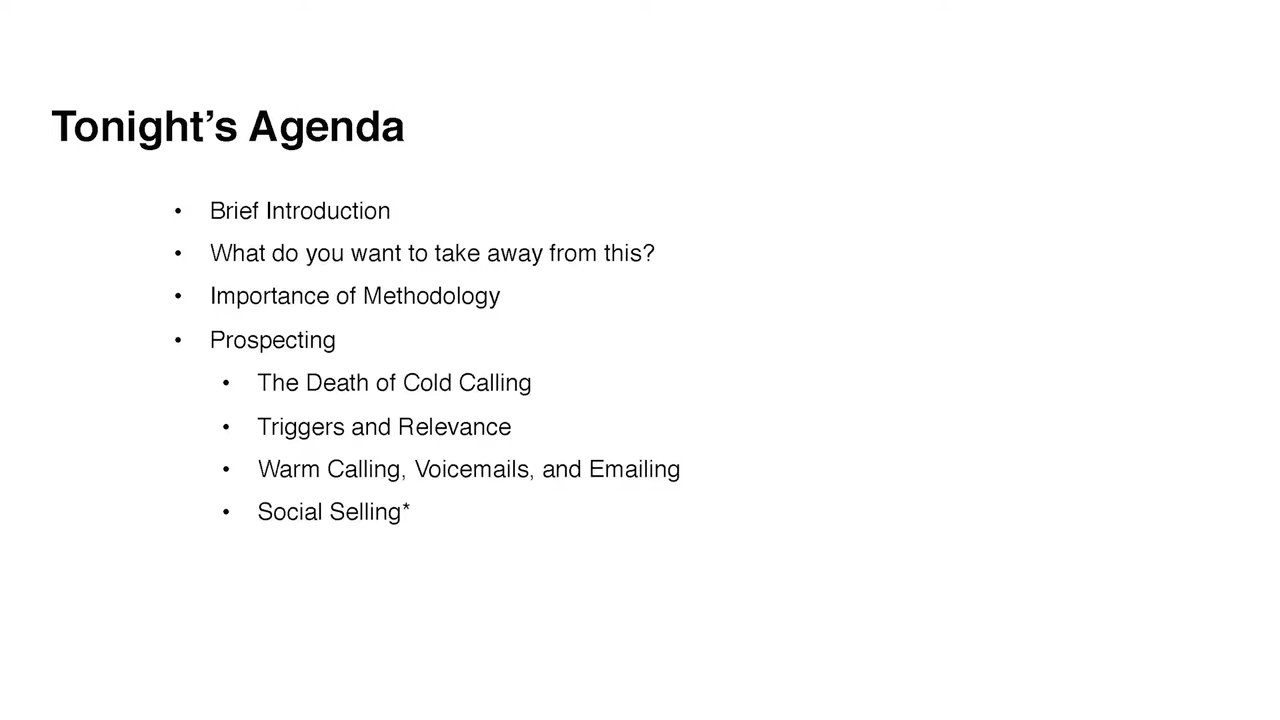 Tonight’s Agenda
• Brief Introduction
• What do you want to take away from this?
• Importance of Methodology
• Prospecting
• The Death of Cold Calling
• Triggers and Relevance
• Warm Calling, Voicemails, and Emailing
• Social Selling*